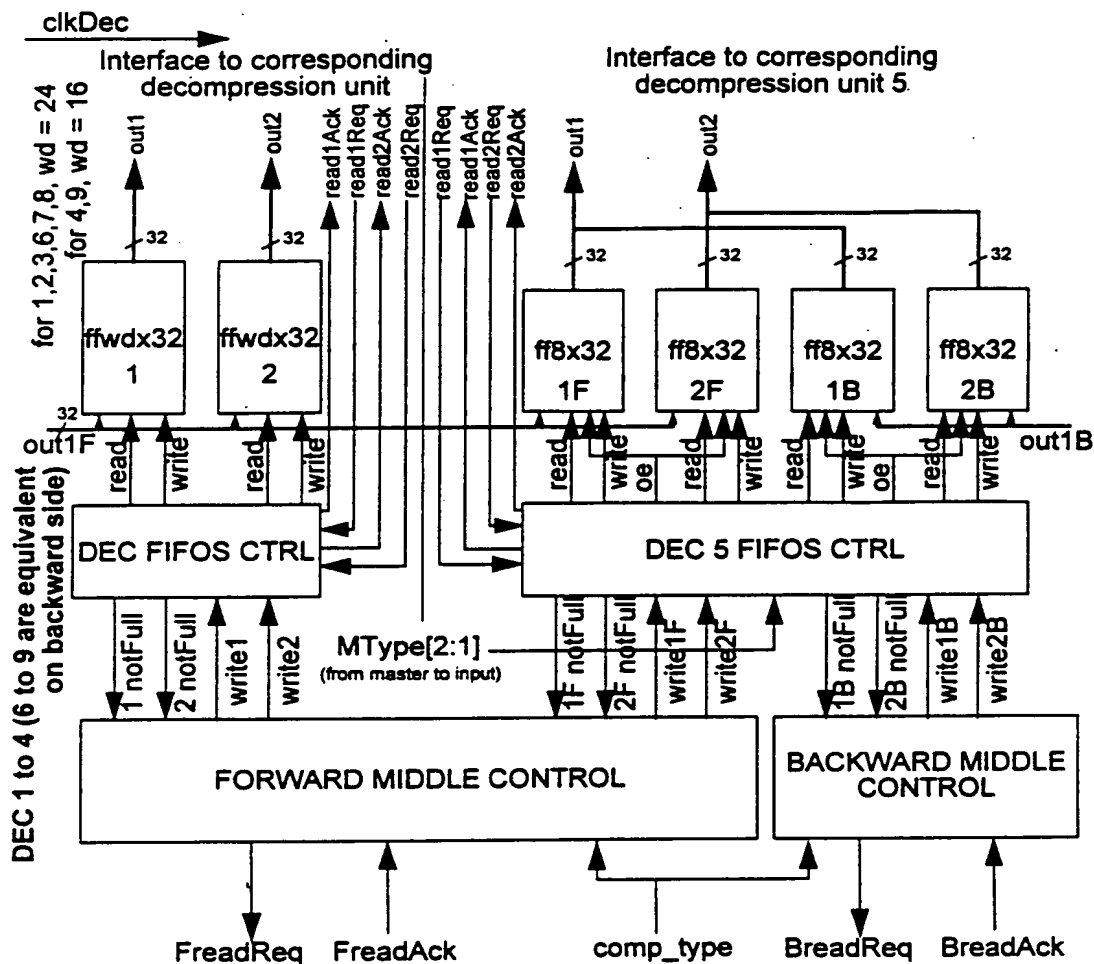 clkDec
Interface to corresponding
decompression unit
Interface to corresponding
decompression unit 5.
for 1,2,3,6,7,8, wd = 24
for 4,9, wd = 16
out1
out2
read1Ack
read1Req
read2Ack
read2Req
read1Req
read1Ack
read2Req
read2Ack
out1
out2
32
32
32
32
32
32
ffwdx32
1
ffwdx32
2
ff8x32
1F
ff8x32
2F
ff8x32
1B
ff8x32
2B
32
out1F
out1B
read
write
read
write
read
write
oe
read
write
read
write
oe
read
write
DEC FIFOS CTRL
DEC 5 FIFOS CTRL
DEC 1 to 4 (6 to 9 are equivalent
on backward side)
1 notFull
2 notFull
write1
write2
MType[2:1]
(from master to input)
1F notFull
2F notFull
write1F
write2F
1B notFull
2B notFull
write1B
write2B
FORWARD MIDDLE CONTROL
BACKWARD MIDDLE
CONTROL
FreadReq
FreadAck
comp_type
BreadReq
BreadAck